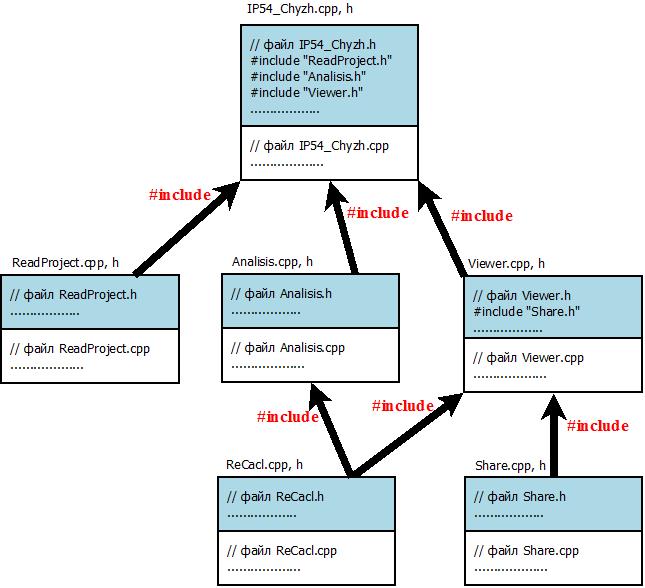 IP54_Chyzh.cpp, h
// файл IP54_Chyzh.h
#include "ReadProject.h"
#include "Analisis.h"
#include "Viewer.h"
...................
// файл IP54_Chyzh.cpp
....................
#include
#include
#include
ReadProject.cpp, h
// файл ReadProject.h
...................
// файл ReadProject.cpp
....................
Analisis.cpp, h
// файл Analisis.h
...................
// файл Analisis.cpp
....................
Viewer.cpp, h
// файл Viewer.h
#include "Share.h"
...................
// файл Viewer.cpp
....................
#include
#include
#include
ReCacl.cpp, h
// файл ReCacl.h
...................
// файл ReCacl.cpp
...................
Share.cpp, h
// файл Share.h
...................
// файл Share.cpp
....................